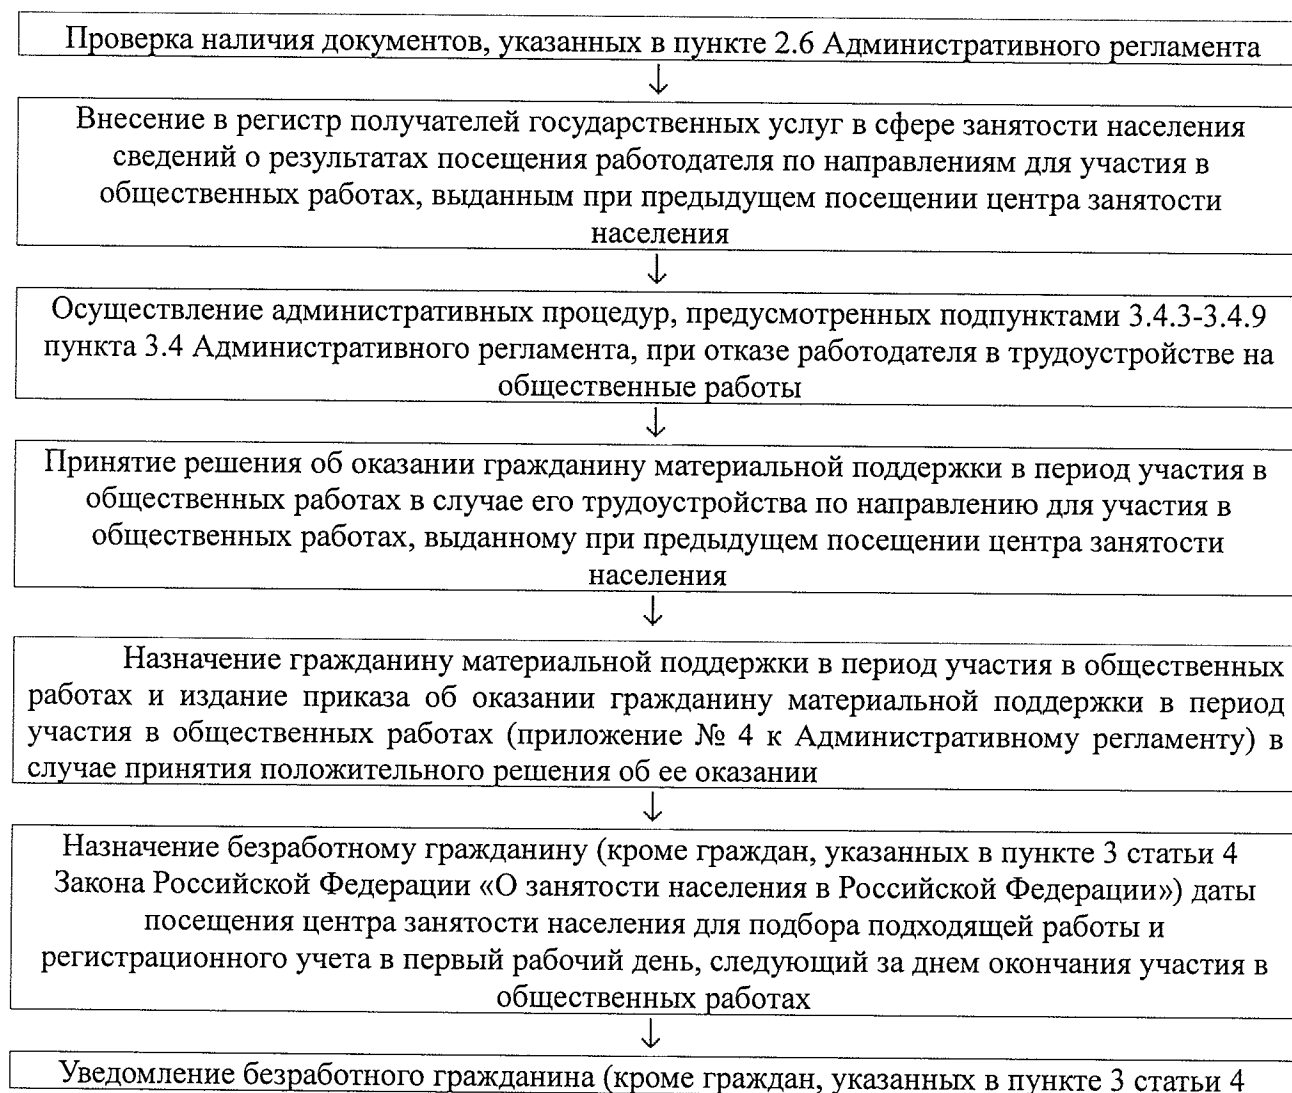 Проверка наличия документов, указанных в пункте 2.6 Административного регламента
↓
Внесение в регистр получателей государственных услуг в сфере занятости населения
сведений о результатах посещения работодателя по направлениям для участия в
общественных работах, выданным при предыдущем посещении центра занятости
населения
↓
Осуществление административных процедур, предусмотренных подпунктами 3.4.3-3.4.9
пункта 3.4 Административного регламента, при отказе работодателя в трудоустройстве на
общественные работы
↓
Принятие решения об оказании гражданину материальной поддержки в период участия в
общественных работах в случае его трудоустройства по направлению для участия в
общественных работах, выданному при предыдущем посещении центра занятости
населения
↓
Назначение гражданину материальной поддержки в период участия в общественных
работах и издание приказа об оказании гражданину материальной поддержки в период
участия в общественных работах (приложение № 4 к Административному регламенту) в
случае принятия положительного решения об ее оказании
↓
Назначение безработному гражданину (кроме граждан, указанных в пункте 3 статьи 4
Закона Российской Федерации «О занятости населения в Российской Федерации») даты
посещения центра занятости населения для подбора подходящей работы и
регистрационного учета в первый рабочий день, следующий за днем окончания участия в
общественных работах
↓
Уведомление безработного гражданина (кроме граждан, указанных в пункте 3 статьи 4